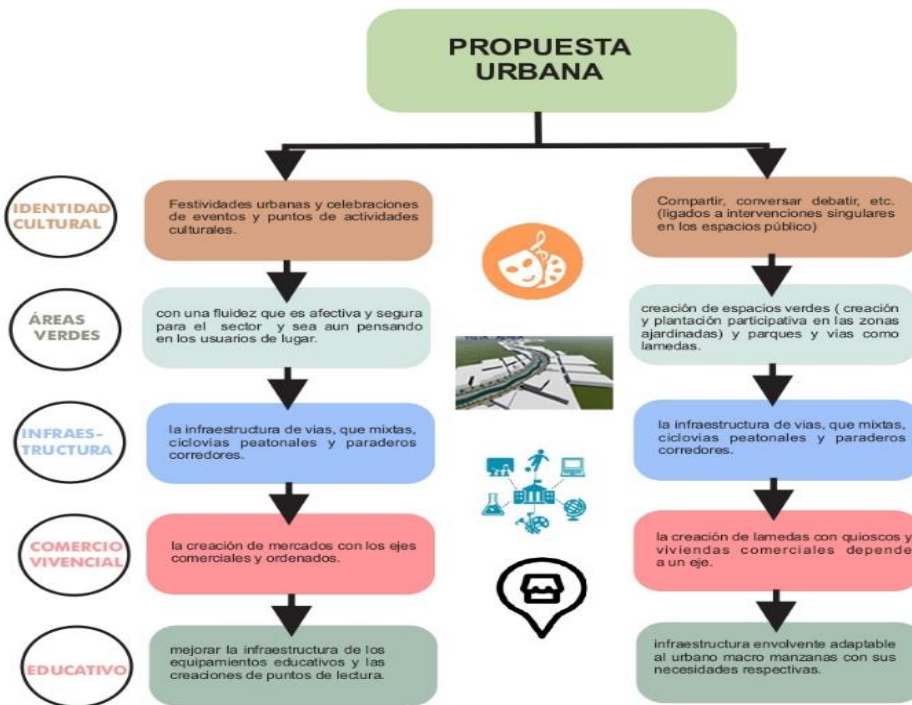 PROPUESTA
URBANA
IDENTIDAD
CULTURAL
Festividades urbanas y celebraciones
de eventos y puntos de actividades
culturales.
Compartir, conversar debatir, etc.
(ligados a intervenciones singulares
en los espacios público)
ÁREAS
VERDES
con una fluidez que es afectiva y segura
para el sector y sea aun pensando
en los usuarios de lugar.
creación de espacios verdes ( creación
y plantación participativa en las zonas
ajardinadas) y parques y vías como
lamedas.
INFRAES-
TRUCTURA
la infraestructura de vias, que mixtas,
ciclovias peatonales y paraderos
corredores.
la infraestructura de vias, que mixtas,
ciclovias peatonales y paraderos
corredores.
COMERCIO
VIVENCIAL
la creación de mercados con los ejes
comerciales y ordenados.
la creación de lamedas con quioscos y
viviendas comerciales depende
a un eje.
EDUCATIVO
mejorar la infraestructura de los
equipamientos educativos y las
creaciones de puntos de lectura.
infraestructura envolvente adaptable
al urbano macro manzanas con sus
necesidades respectivas.